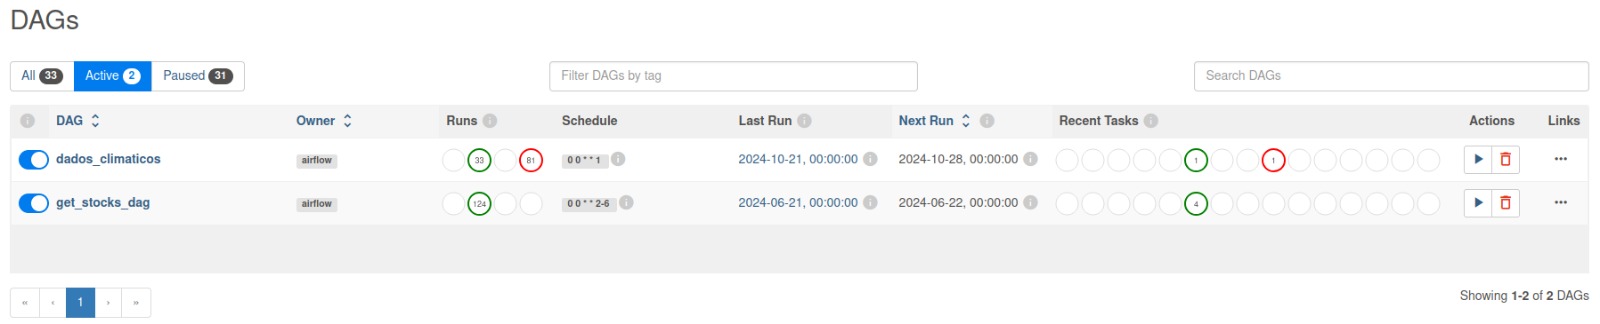 DAGs
All 33 Active 2 Paused 31 Filter DAGs by tag Search DAGs
i DAG Owner Runs i Schedule Last Run i Next Run i Recent Tasks i Actions Links
dados_climaticos airflow 33 81 0 0 * * 1 i 2024-10-21, 00:00:00 i 2024-10-28, 00:00:00 i 1 1 ...
get_stocks_dag airflow 124 0 0 * * 2-6 i 2024-06-21, 00:00:00 i 2024-06-22, 00:00:00 i 4 ...
« ‹ 1 › » Showing 1-2 of 2 DAGs